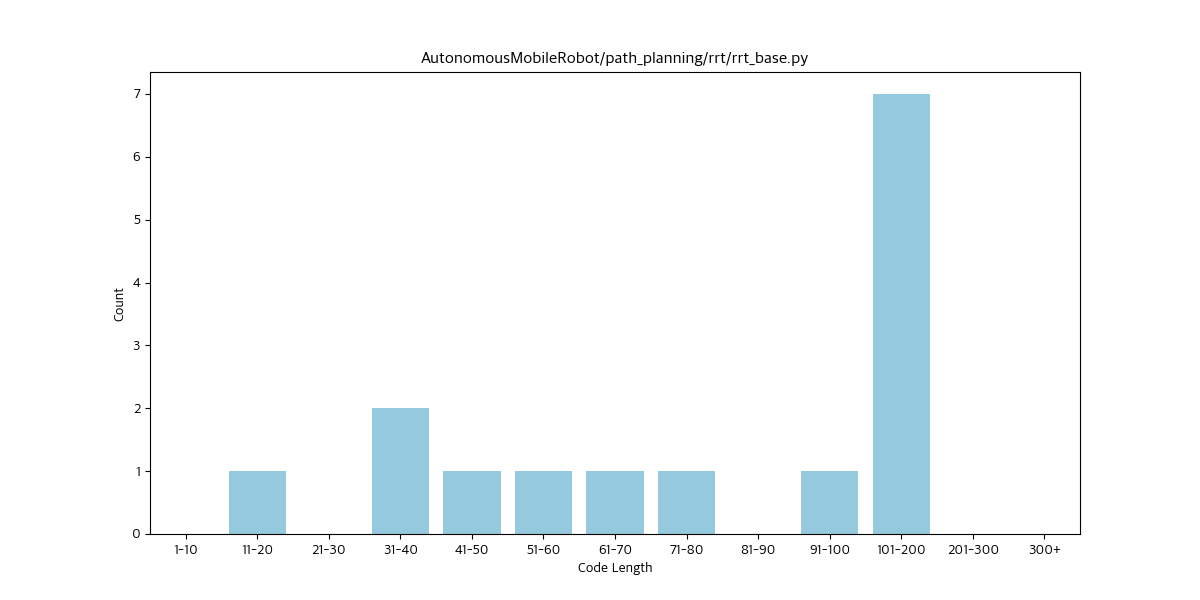 AutonomousMobileRobot/path_planning/rrt/rrt_base.py
7
6
5
4
3
2
1
0
Count
1-10 11-20 21-30 31-40 41-50 51-60 61-70 71-80 81-90 91-100 101-200 201-300 300+
Code Length